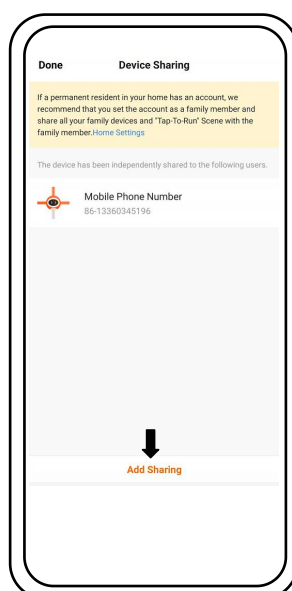 Done Device Sharing
If a permanent resident in your home has an account, we
recommend that you set the account as a family member and
share all your family devices and "Tap-To-Run" Scene with the
family member.Home Settings
The device has been independently shared to the following users.
Mobile Phone Number
86-13360345196
Add Sharing